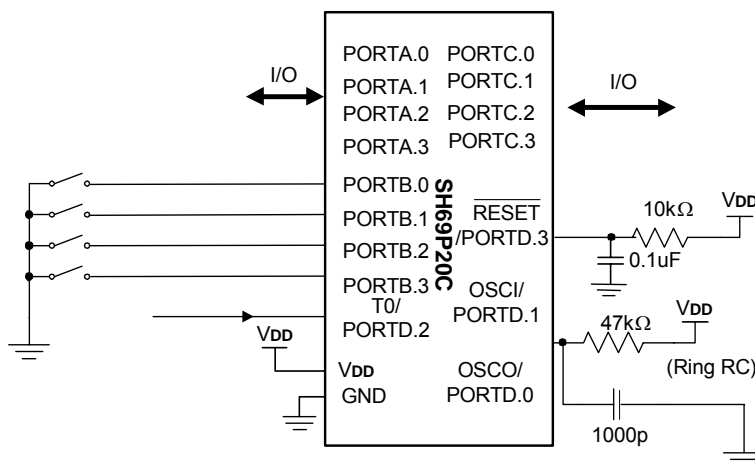 PORTA.0 PORTC.0
I/O
PORTA.1 PORTC.1
I/O
PORTA.2 PORTC.2
PORTA.3 PORTC.3
PORTB.0
SH69P20C
PORTB.1
RESET
/PORTD.3
10kΩ
VDD
PORTB.2
0.1uF
PORTB.3
T0/
PORTD.2
OSCI/
PORTD.1
VDD
47kΩ
VDD
(Ring RC)
VDD
GND
OSCO/
PORTD.0
1000p